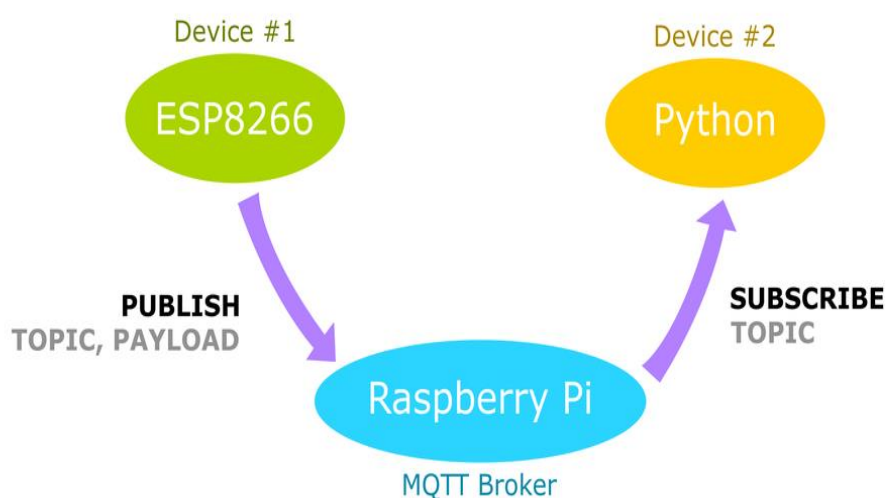 Device #1
ESP8266
Device #2
Python
PUBLISH
TOPIC, PAYLOAD
SUBSCRIBE
TOPIC
Raspberry Pi
MQTT Broker